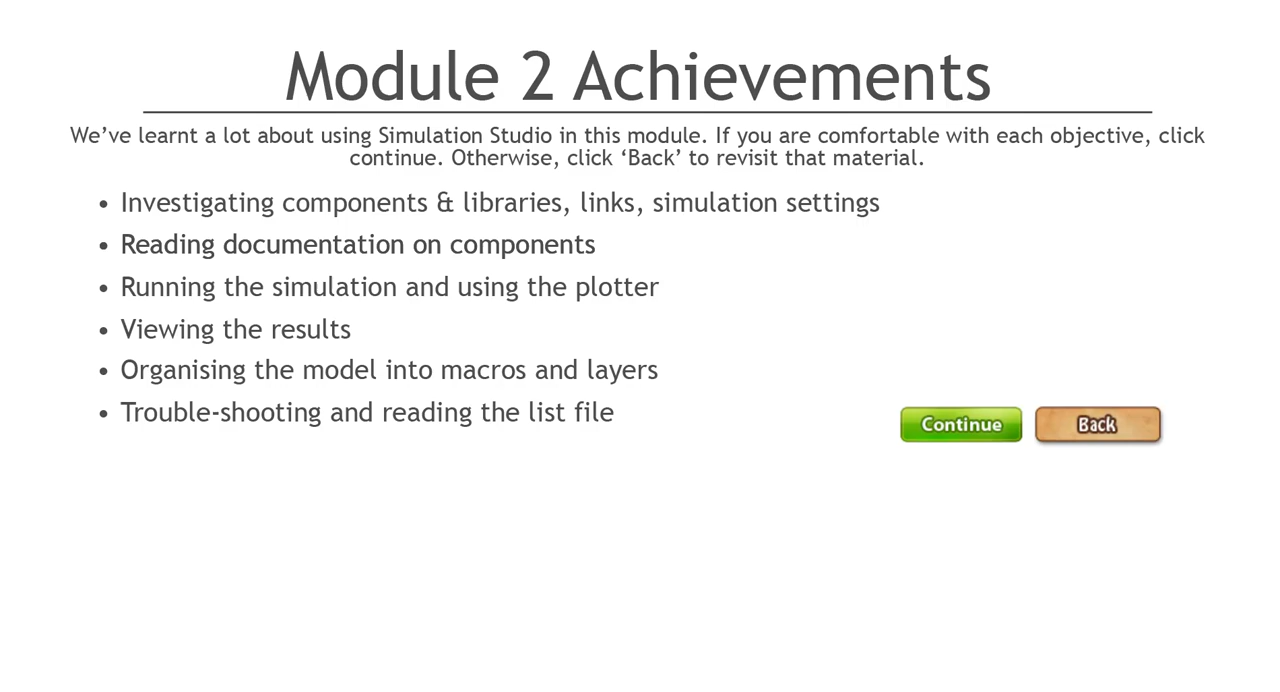 Module 2 Achievements
We’ve learnt a lot about using Simulation Studio in this module. If you are comfortable with each objective, click
continue. Otherwise, click ‘Back’ to revisit that material.
• Investigating components & libraries, links, simulation settings
• Reading documentation on components
• Running the simulation and using the plotter
• Viewing the results
• Organising the model into macros and layers
• Trouble-shooting and reading the list file
Continue Back